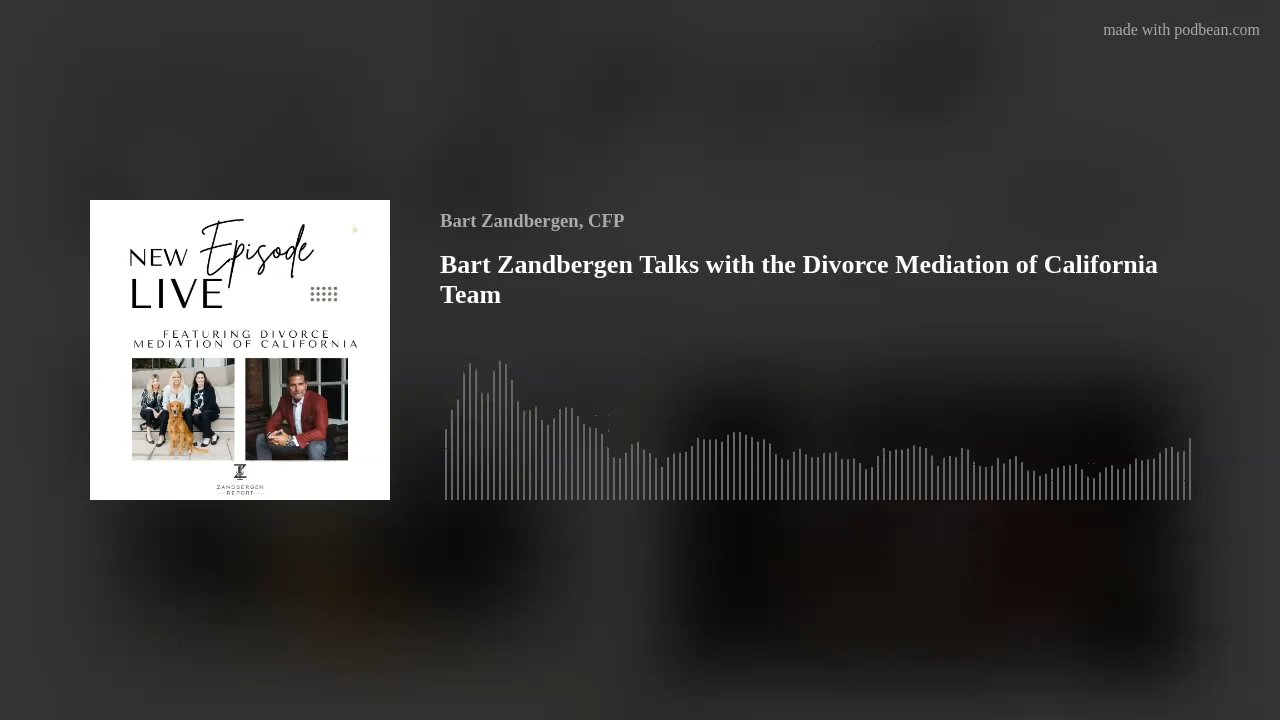 made with podbean.com
NEW Episode
LIVE
FEATURING DIVORCE
MEDIATION OF CALIFORNIA
ZANDBERGEN
REPORT
Bart Zandbergen, CFP
Bart Zandbergen Talks with the Divorce Mediation of California
Team